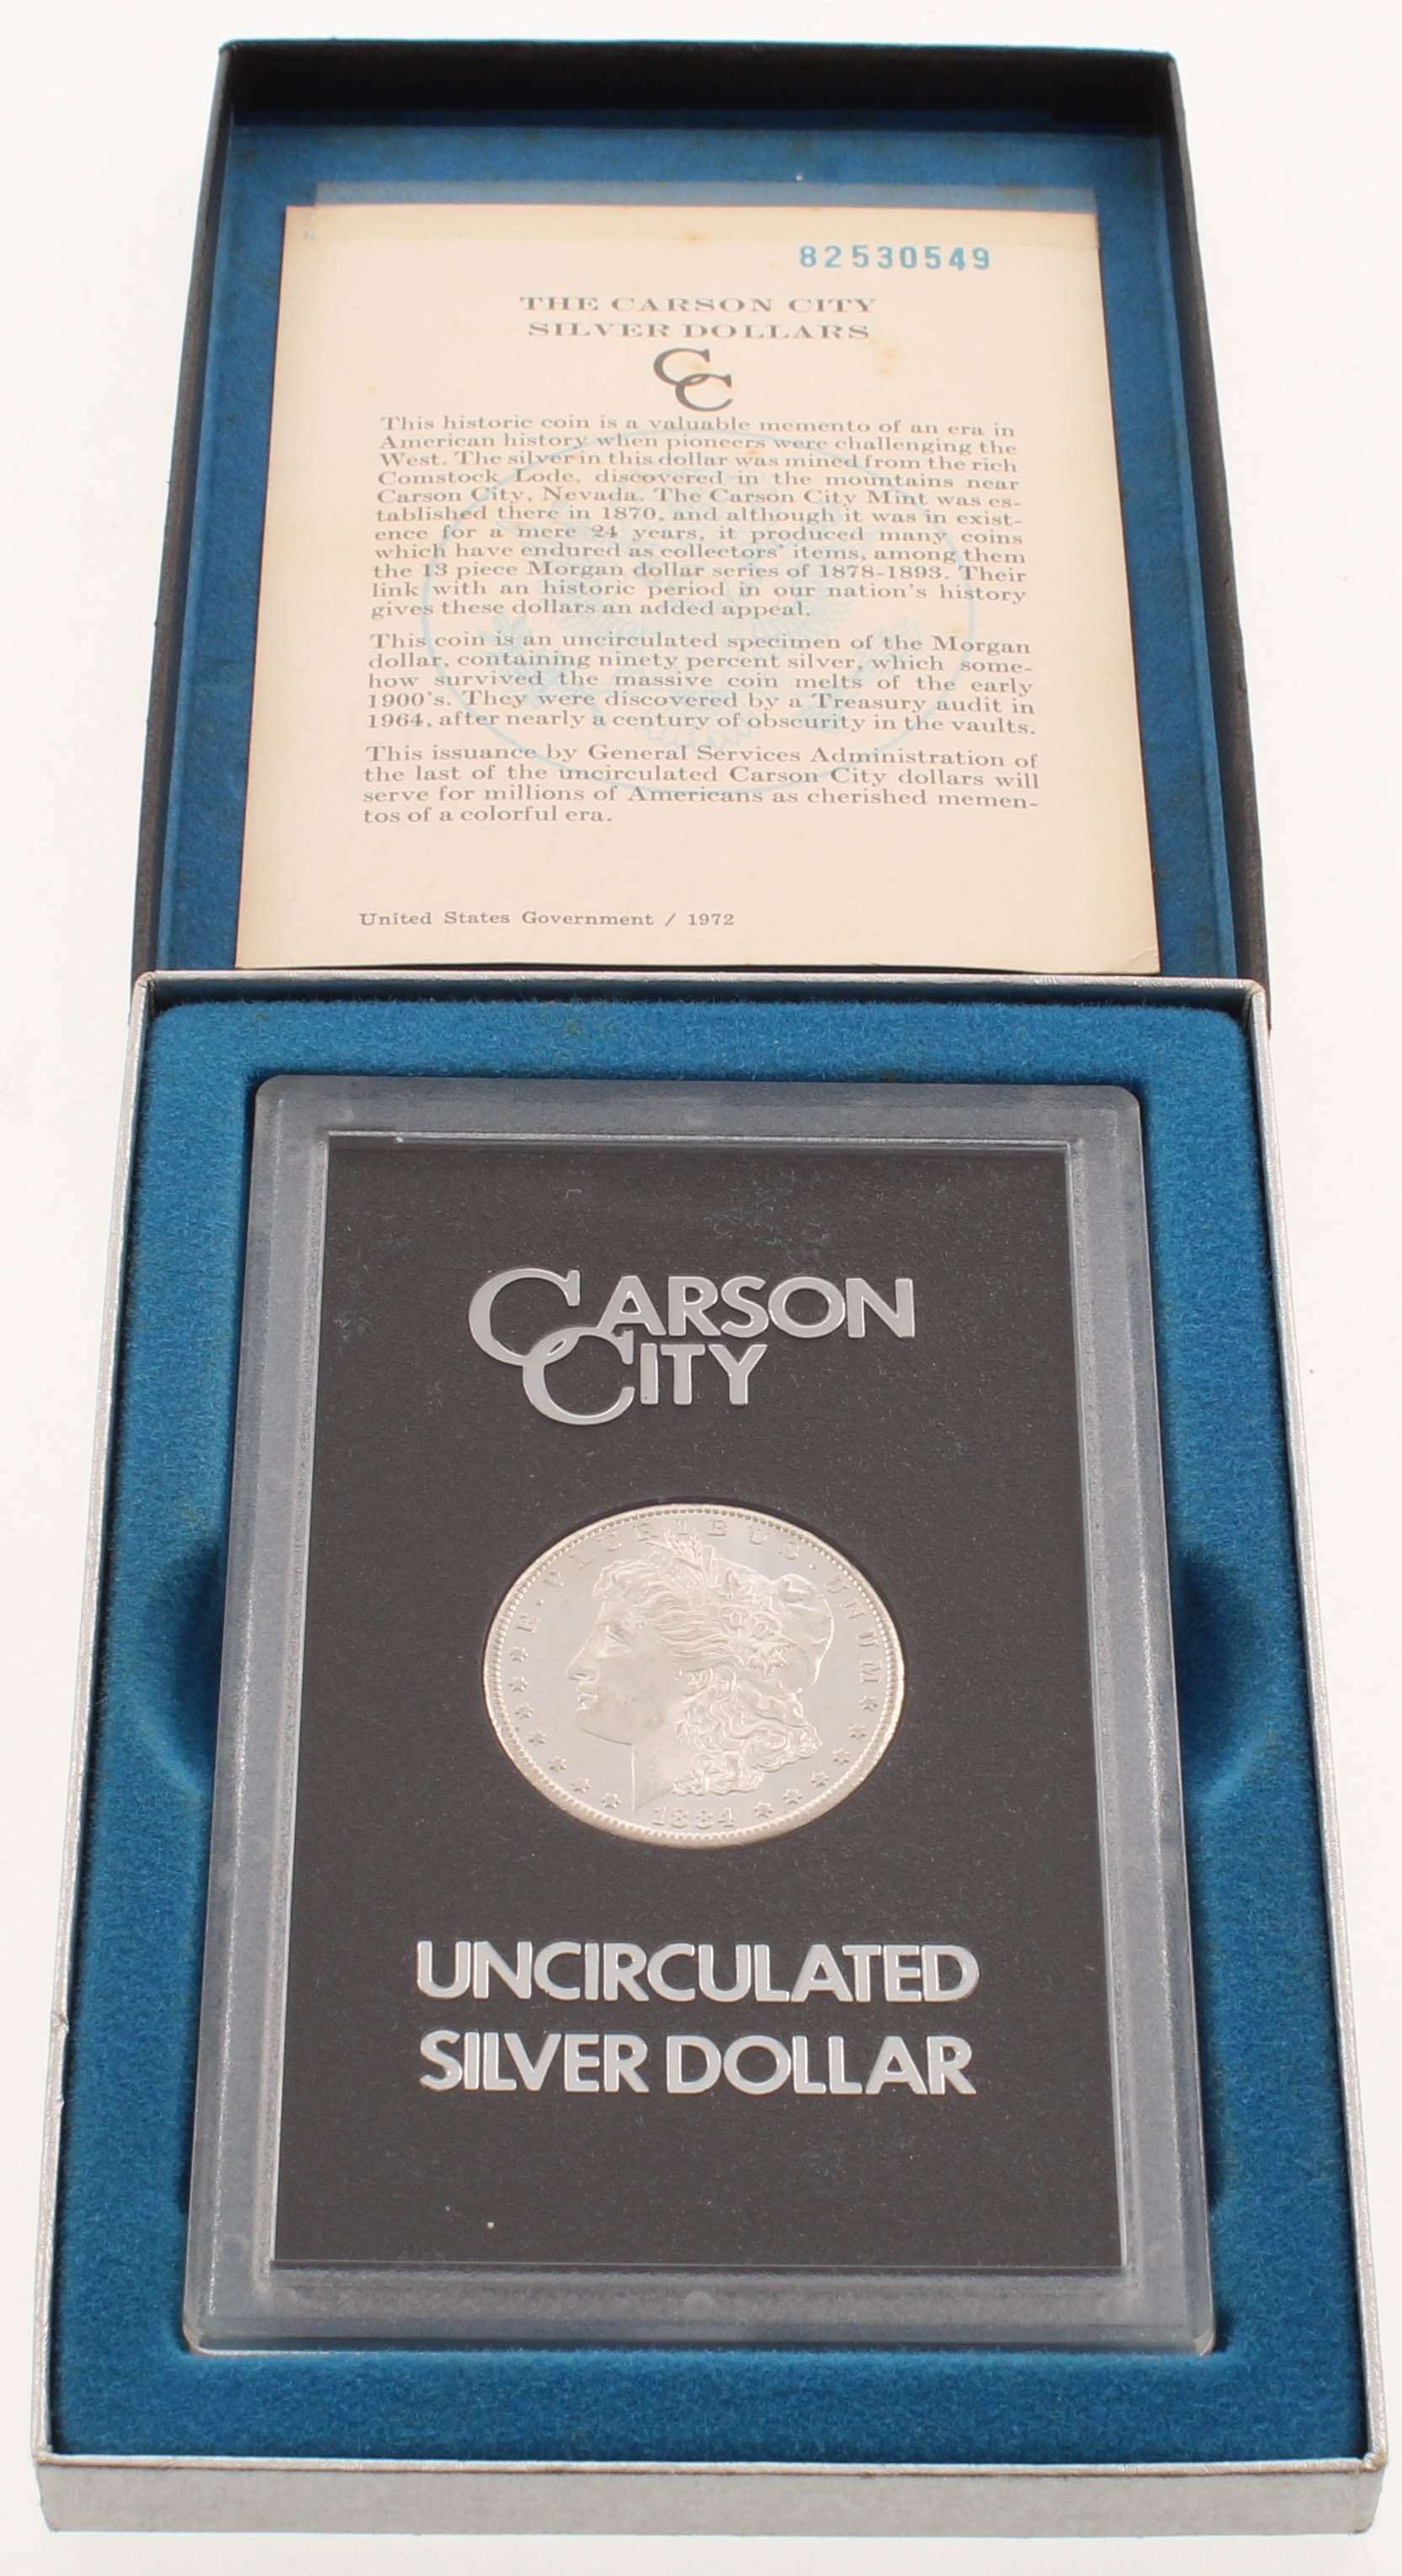 82530549
THE CARSON CITY
SILVER DOLLARS
CC
This historic coin is a valuable memento of an era in
American history when pioneers were challenging the
West. The silver in this dollar was mined from the rich
Comstock Lode, discovered in the mountains near
Carson City, Nevada. The Carson City Mint was es-
tablished there in 1870, and although it was in exist-
ence for a mere 24 years, it produced many coins
which have endured as collectors' items, among them
the 13 piece Morgan dollar series of 1878-1893. Their
link with an historic period in our nation's history
gives these dollars an added appeal.
This coin is an uncirculated specimen of the Morgan
dollar, containing ninety percent silver, which some-
how survived the massive coin melts of the early
1900's. They were discovered by a Treasury audit in
1964, after nearly a century of obscurity in the vaults.
This issuance by General Services Administration of
the last of the uncirculated Carson City dollars will
serve for millions of Americans as cherished memen-
tos of a colorful era.
United States Government / 1972
CARSON
CITY
E · PLURIBUS · UNUM
1884
UNCIRCULATED
SILVER DOLLAR